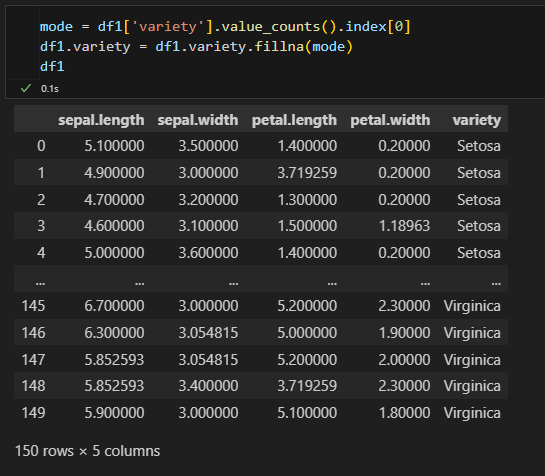 mode = df1['variety'].value_counts().index[0]
df1.variety = df1.variety.fillna(mode)
df1
0.1s
sepal.length sepal.width petal.length petal.width variety
0 5.100000 3.500000 1.400000 0.20000 Setosa
1 4.900000 3.000000 3.719259 0.20000 Setosa
2 4.700000 3.200000 1.300000 0.20000 Setosa
3 4.600000 3.100000 1.500000 1.18963 Setosa
4 5.000000 3.600000 1.400000 0.20000 Setosa
... ... ... ... ... ...
145 6.700000 3.000000 5.200000 2.30000 Virginica
146 6.300000 3.054815 5.000000 1.90000 Virginica
147 5.852593 3.054815 5.200000 2.00000 Virginica
148 5.852593 3.400000 3.719259 2.30000 Virginica
149 5.900000 3.000000 5.100000 1.80000 Virginica
150 rows × 5 columns